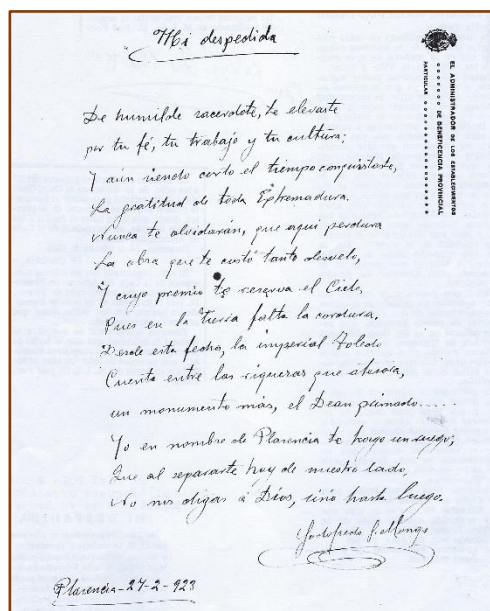 Mi despedida
EL ADMINISTRADOR DE LOS ESTABLECIMIENTOS
DE BENEFICENCIA PROVINCIAL
PARTICULAR
De humilde sacerdote, te elevaste
por tu fé, tu trabajo y tu cultura;
Y aún siendo corto el tiempo conquistaste,
La gratitud de toda Extremadura.
Nunca te olvidarán, que aquí perdura
La obra que te costó tanto desvelo,
Y cuyo premio te reserva el Cielo,
Pues en la tierra falta la cordura.
Desde esta fecha, la imperial Toledo
Cuenta entre las riquezas que atesora,
un monumento más, el Dean primado.....
Yo en nombre de Plasencia te hago un ruego;
Que al separarte hoy de nuestro lado,
No nos digas á Dios, sino hasta luego.
Godofredo
Plasencia-27-2-923